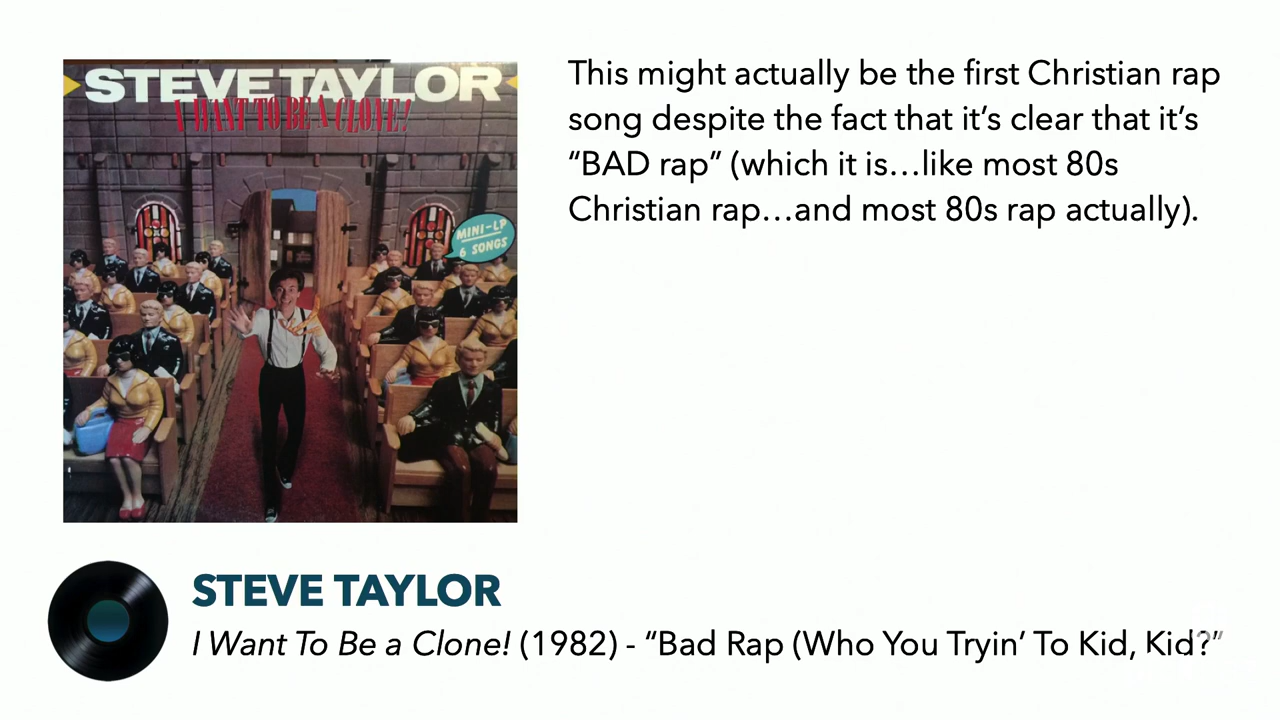 STEVE TAYLOR
I WANT TO BE A CLONE!
MINI-LP
6 SONGS
This might actually be the first Christian rap
song despite the fact that it’s clear that it’s
“BAD rap” (which it is…like most 80s
Christian rap…and most 80s rap actually).
STEVE TAYLOR
I Want To Be a Clone! (1982) - “Bad Rap (Who You Tryin’ To Kid, Kid?”